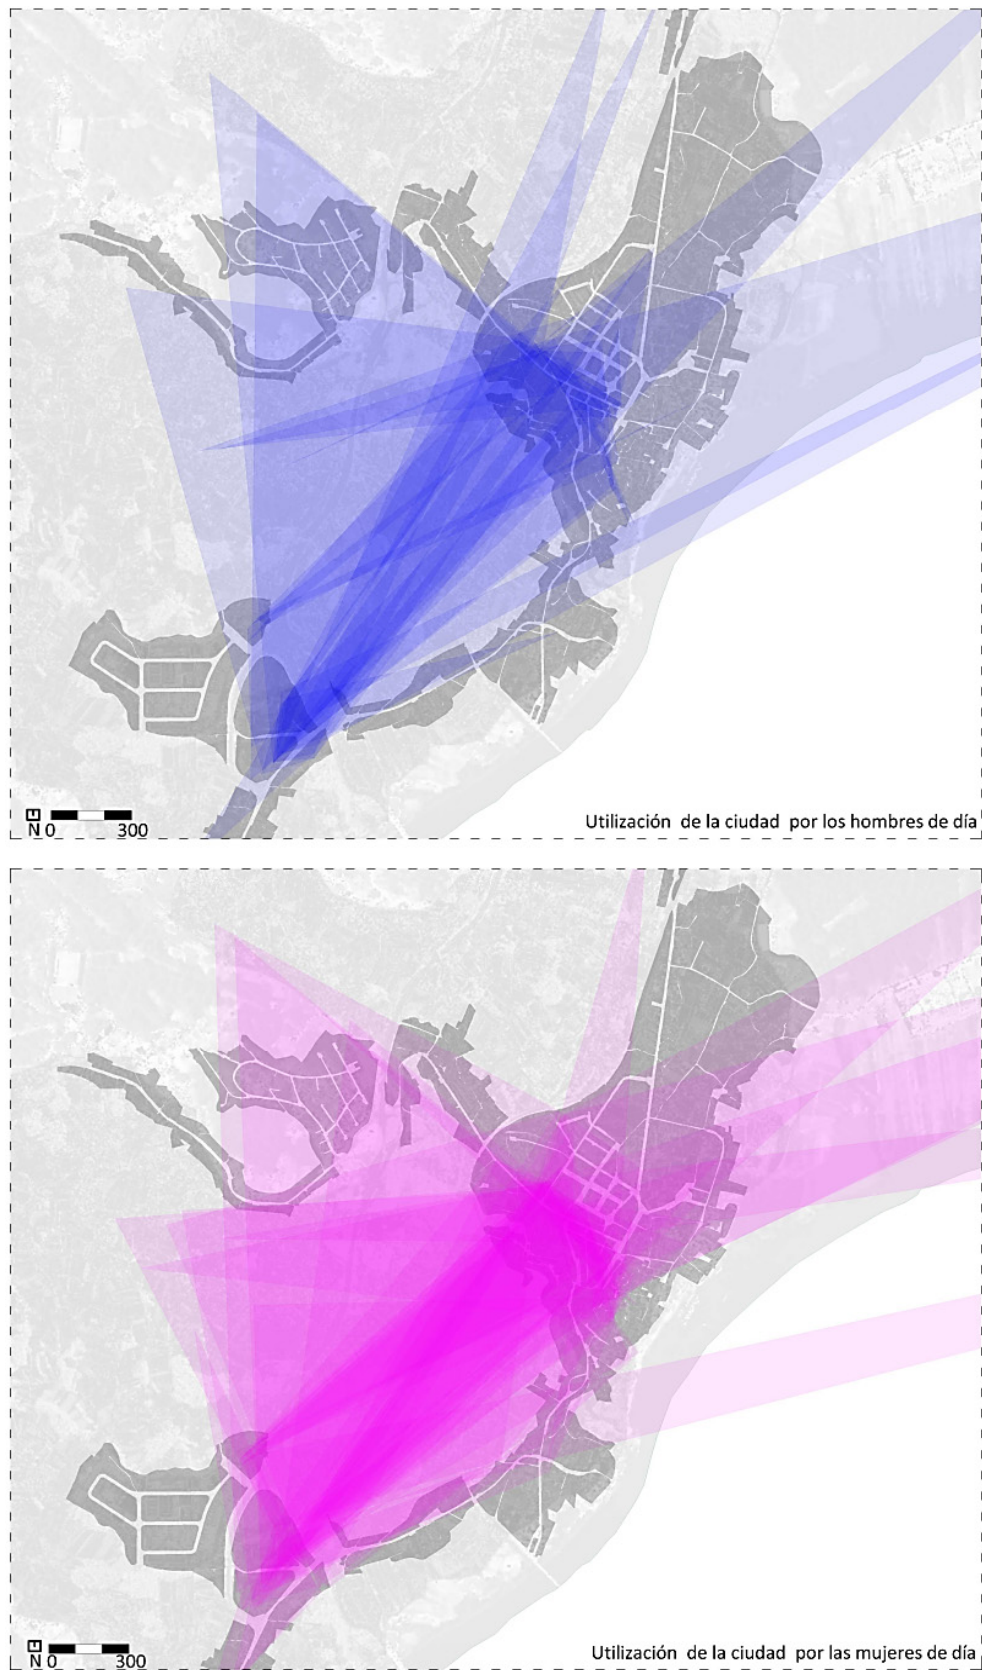 N
0 300
Utilización de la ciudad por los hombres de día
N
0 300
Utilización de la ciudad por las mujeres de día